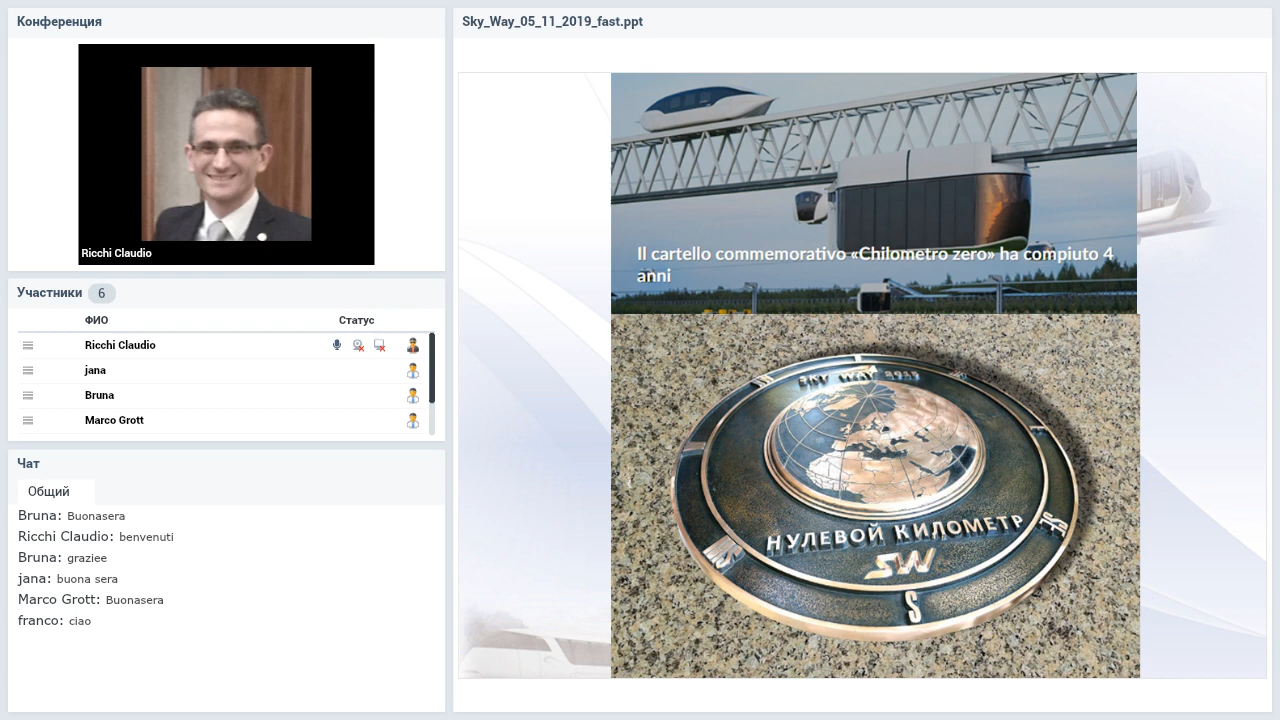 Конференция
Ricchi Claudio
Участники 6
ФИО Статус
Ricchi Claudio
jana
Bruna
Marco Grott
Чат
Общий
Bruna: Buonasera
Ricchi Claudio: benvenuti
Bruna: graziee
jana: buona sera
Marco Grott: Buonasera
franco: ciao
Sky_Way_05_11_2019_fast.ppt
Il cartello commemorativo «Chilometro zero» ha compiuto 4
anni
SKY WAY
НУЛЕВОЙ КИЛОМЕТР
SW
S